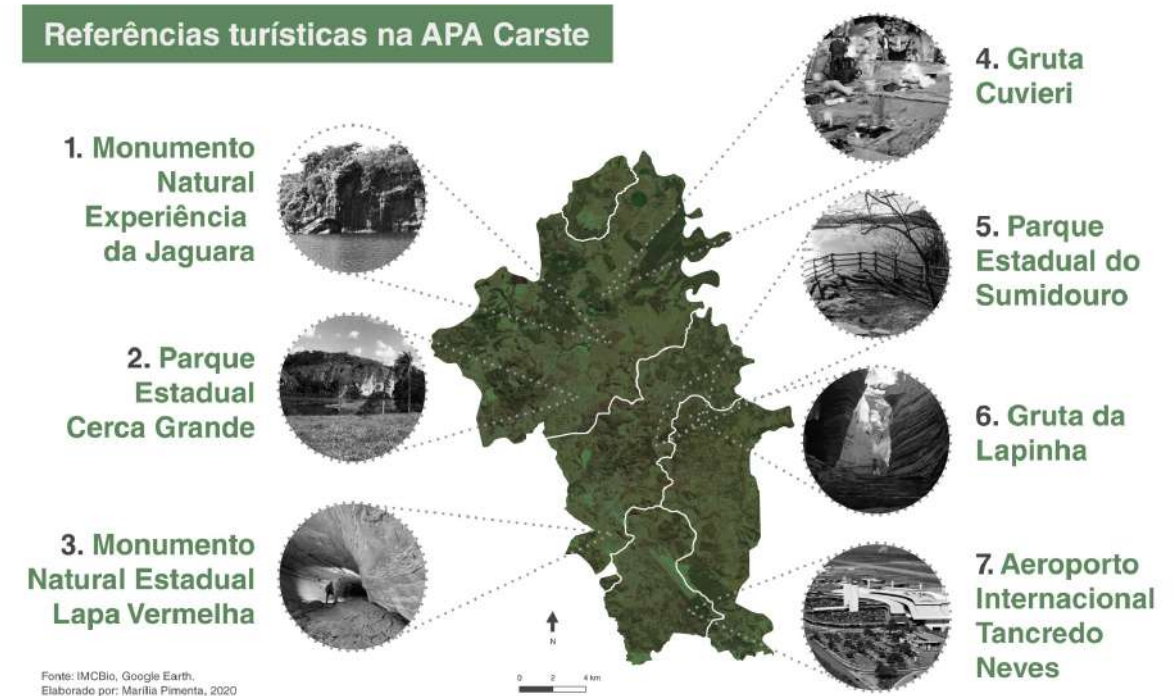 Referências turísticas na APA Carste
1. Monumento
Natural
Experiência
da Jaguara
2. Parque
Estadual
Cerca Grande
3. Monumento
Natural Estadual
Lapa Vermelha
4. Gruta
Cuvieri
5. Parque
Estadual do
Sumidouro
6. Gruta da
Lapinha
7. Aeroporto
Internacional
Tancredo
Neves
N
0 2 4 km
Fonte: IMCBio, Google Earth.
Elaborado por: Marília Pimenta, 2020